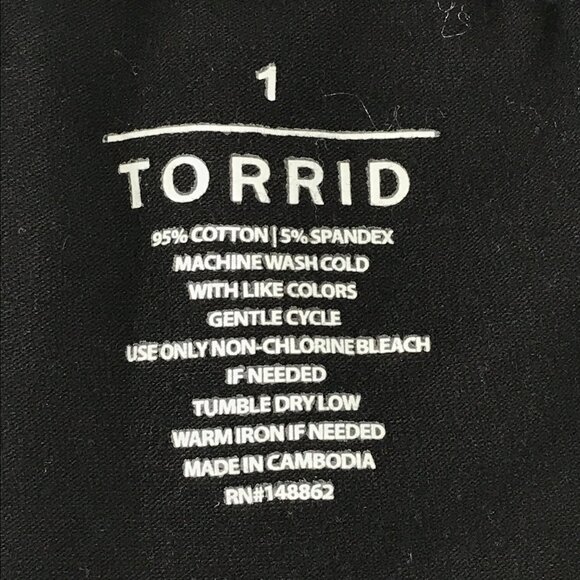 1
TORRID
95% COTTON | 5% SPANDEX
MACHINE WASH COLD
WITH LIKE COLORS
GENTLE CYCLE
USE ONLY NON-CHLORINE BLEACH
IF NEEDED
TUMBLE DRY LOW
WARM IRON IF NEEDED
MADE IN CAMBODIA
RN#148862